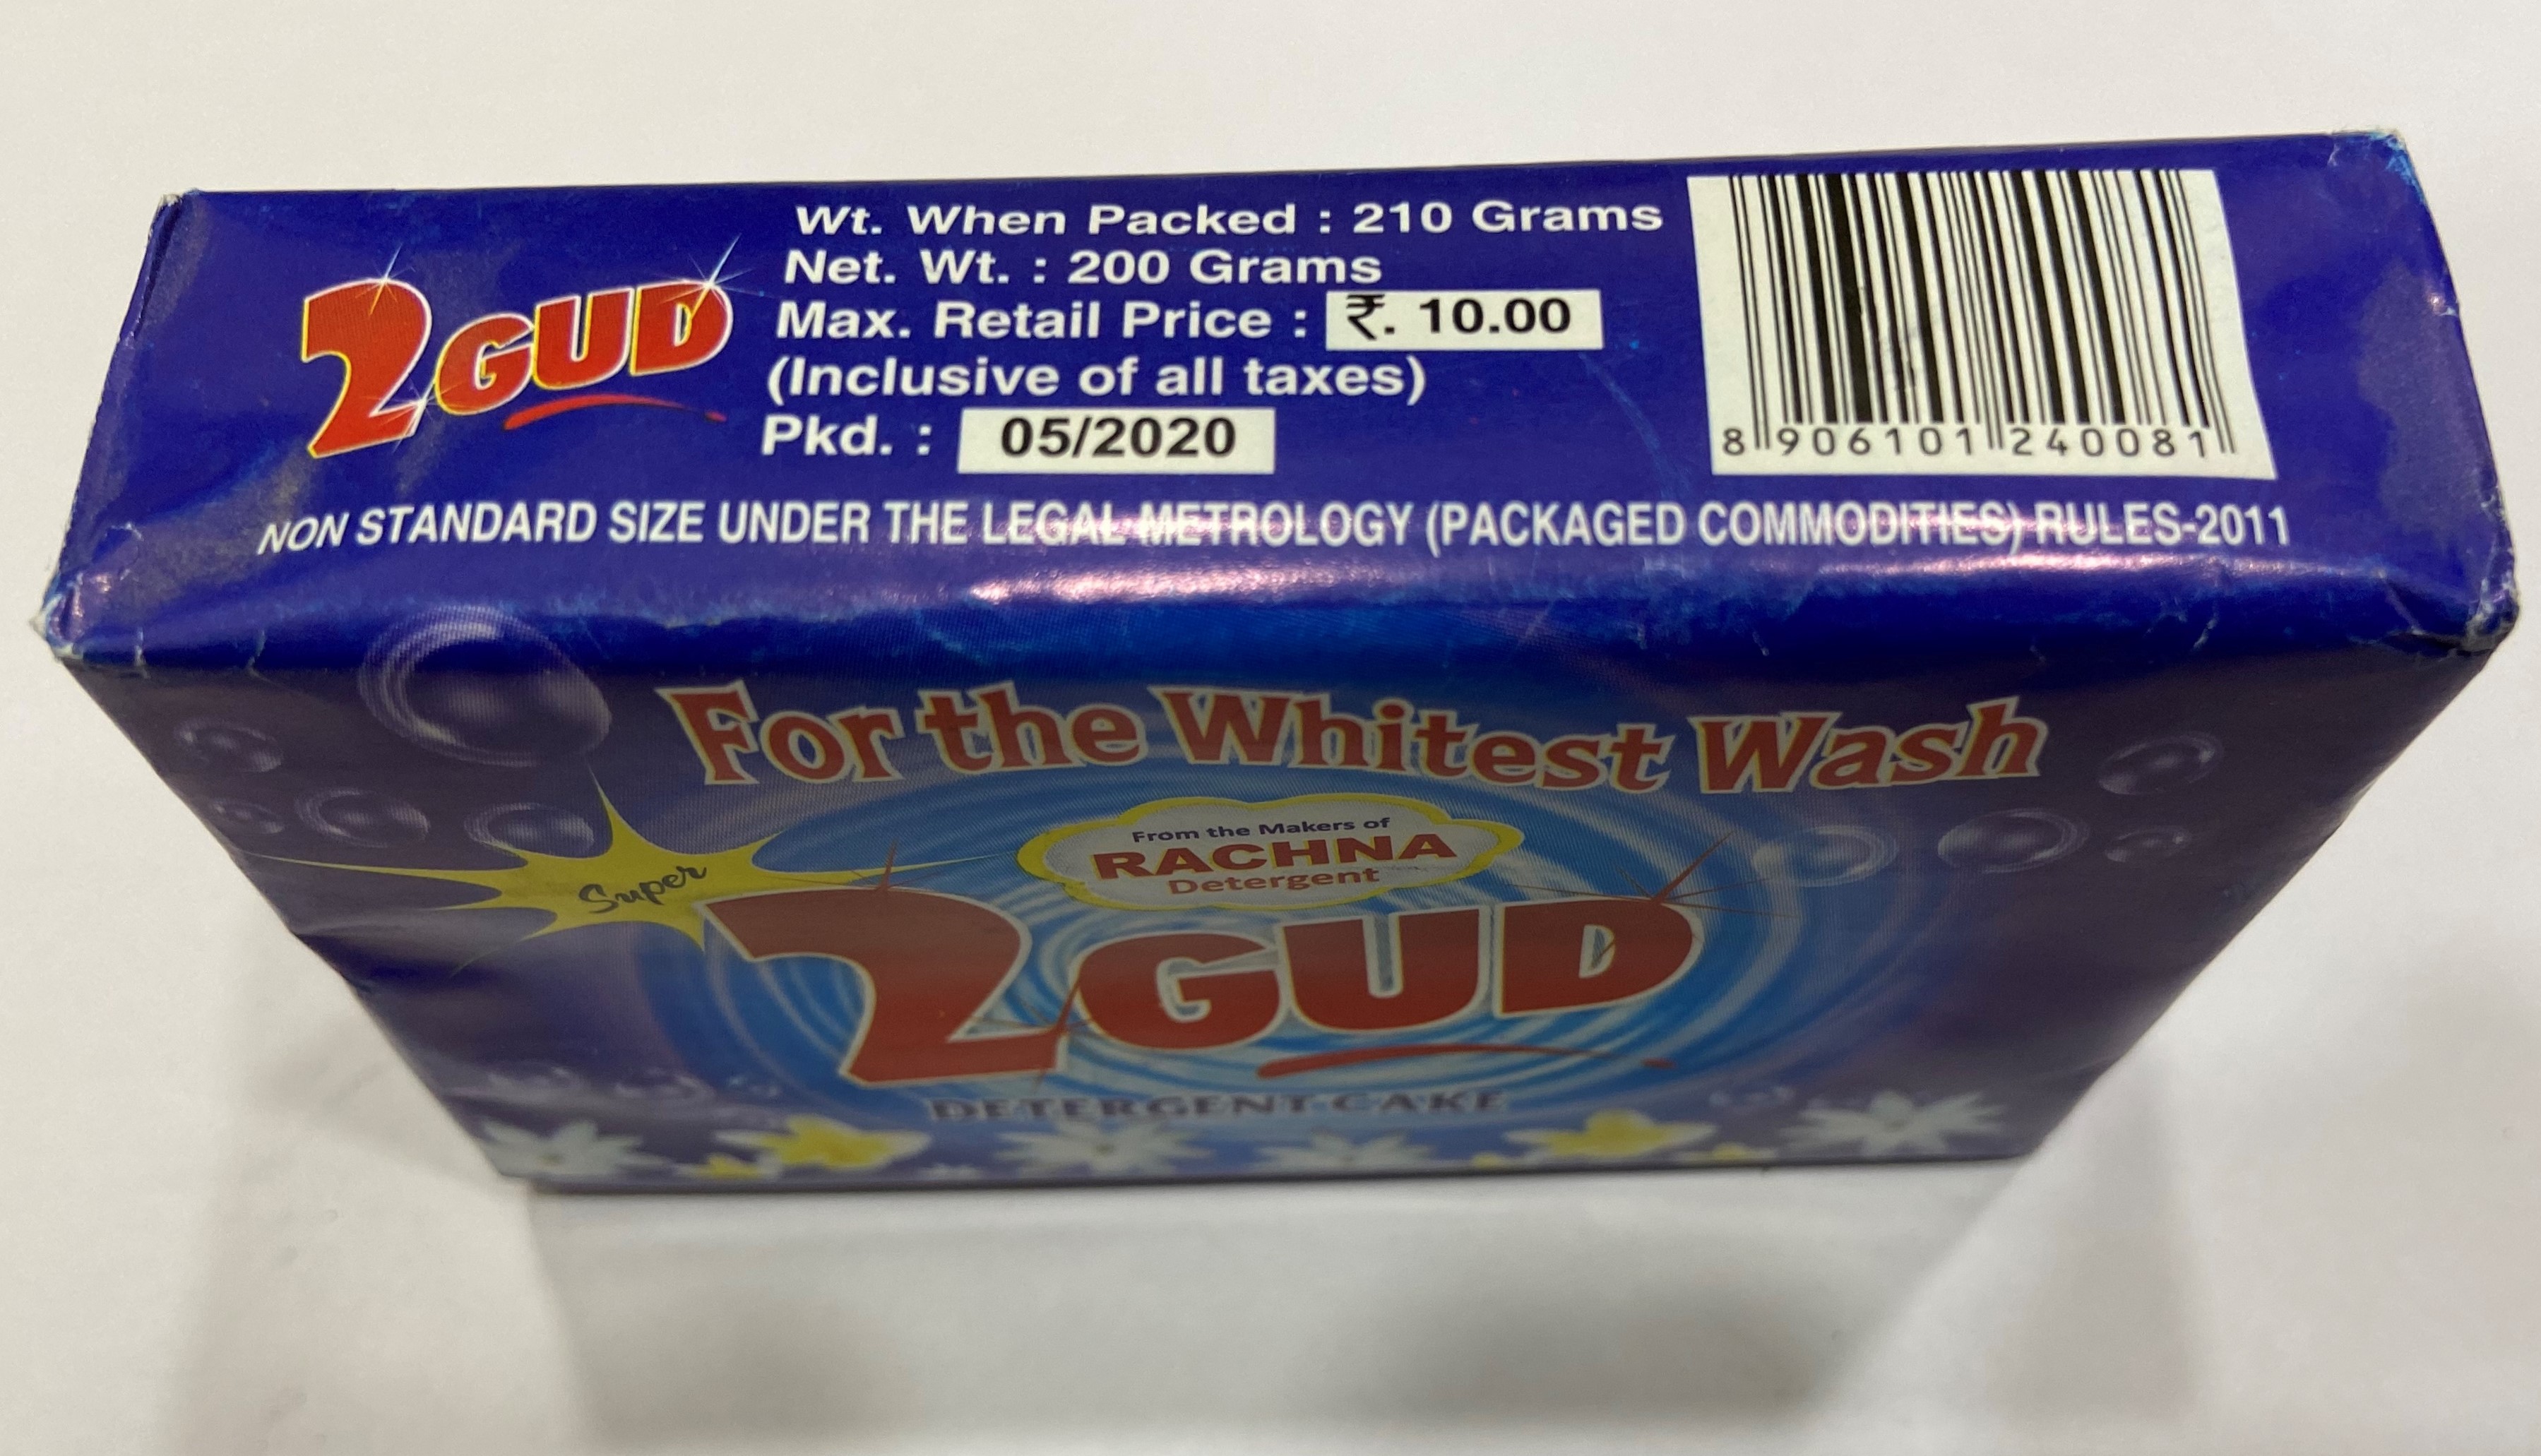 2GUD
Wt. When Packed : 210 Grams
Net. Wt. : 200 Grams
Max. Retail Price : ₹. 10.00
(Inclusive of all taxes)
Pkd. : 05/2020
8 906101 240081
NON STANDARD SIZE UNDER THE LEGAL METROLOGY (PACKAGED COMMODITIES) RULES-2011
For the Whitest Wash
From the Makers of
RACHNA
Detergent
Super
2GUD
DETERGENT CAKE